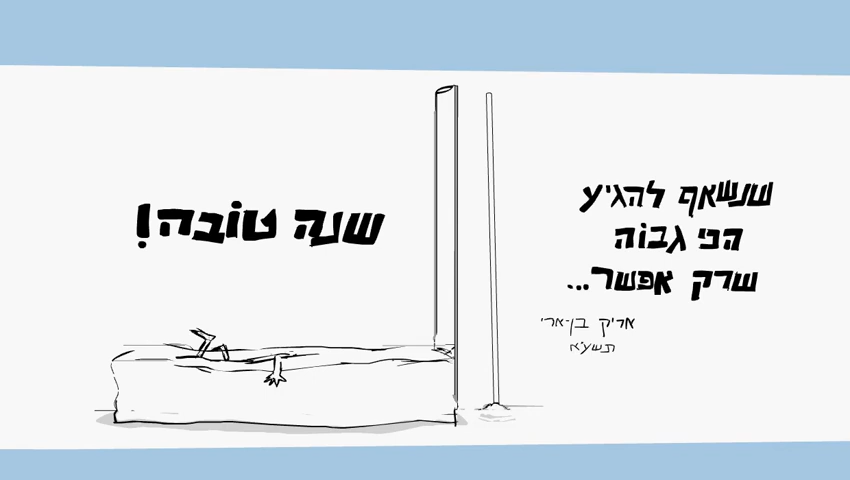 שנשאף להגיע
הכי גבוה
שרק אפשר...
אריק בן-ארי
תשע"א
שנה טובה!